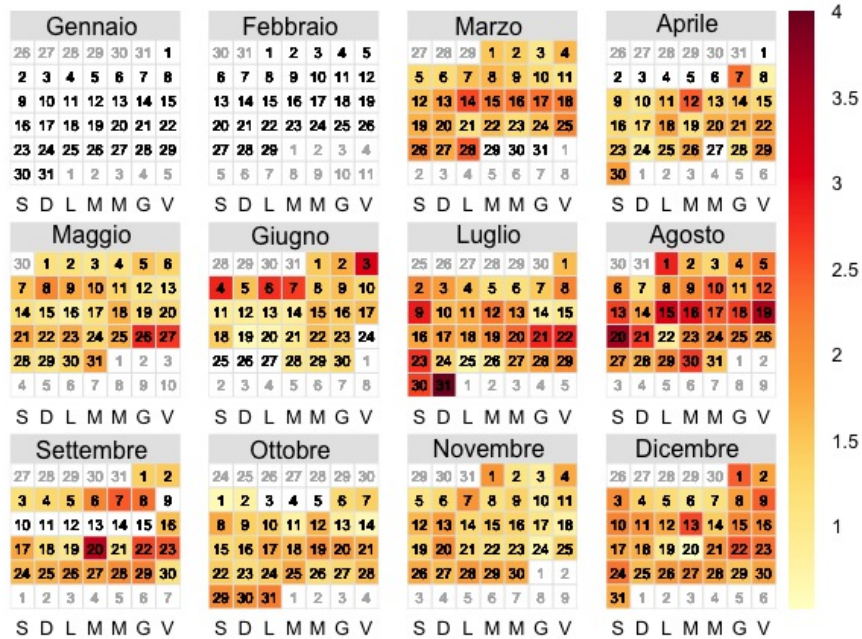 Gennaio
26 27 28 29 30 31 1
2 3 4 5 6 7 8
9 10 11 12 13 14 15
16 17 18 19 20 21 22
23 24 25 26 27 28 29
30 31 1 2 3 4 5
S D L M M G V
Febbraio
30 31 1 2 3 4 5
6 7 8 9 10 11 12
13 14 15 16 17 18 19
20 21 22 23 24 25 26
27 28 29 1 2 3 4
5 6 7 8 9 10 11
S D L M M G V
Marzo
27 28 29 1 2 3 4
5 6 7 8 9 10 11
12 13 14 15 16 17 18
19 20 21 22 23 24 25
26 27 28 29 30 31 1
2 3 4 5 6 7 8
S D L M M G V
Aprile
26 27 28 29 30 31 1
2 3 4 5 6 7 8
9 10 11 12 13 14 15
16 17 18 19 20 21 22
23 24 25 26 27 28 29
30 1 2 3 4 5 6
S D L M M G V
Maggio
30 1 2 3 4 5 6
7 8 9 10 11 12 13
14 15 16 17 18 19 20
21 22 23 24 25 26 27
28 29 30 31 1 2 3
4 5 6 7 8 9 10
S D L M M G V
Giugno
28 29 30 31 1 2 3
4 5 6 7 8 9 10
11 12 13 14 15 16 17
18 19 20 21 22 23 24
25 26 27 28 29 30 1
2 3 4 5 6 7 8
S D L M M G V
Luglio
25 26 27 28 29 30 1
2 3 4 5 6 7 8
9 10 11 12 13 14 15
16 17 18 19 20 21 22
23 24 25 26 27 28 29
30 31 1 2 3 4 5
S D L M M G V
Agosto
30 31 1 2 3 4 5
6 7 8 9 10 11 12
13 14 15 16 17 18 19
20 21 22 23 24 25 26
27 28 29 30 31 1 2
3 4 5 6 7 8 9
S D L M M G V
Settembre
27 28 29 30 31 1 2
3 4 5 6 7 8 9
10 11 12 13 14 15 16
17 18 19 20 21 22 23
24 25 26 27 28 29 30
1 2 3 4 5 6 7
S D L M M G V
Ottobre
24 25 26 27 28 29 30
1 2 3 4 5 6 7
8 9 10 11 12 13 14
15 16 17 18 19 20 21
22 23 24 25 26 27 28
29 30 31 1 2 3 4
S D L M M G V
Novembre
29 30 31 1 2 3 4
5 6 7 8 9 10 11
12 13 14 15 16 17 18
19 20 21 22 23 24 25
26 27 28 29 30 1 2
3 4 5 6 7 8 9
S D L M M G V
Dicembre
26 27 28 29 30 1 2
3 4 5 6 7 8 9
10 11 12 13 14 15 16
17 18 19 20 21 22 23
24 25 26 27 28 29 30
31 1 2 3 4 5 6
S D L M M G V
4
3.5
3
2.5
2
1.5
1